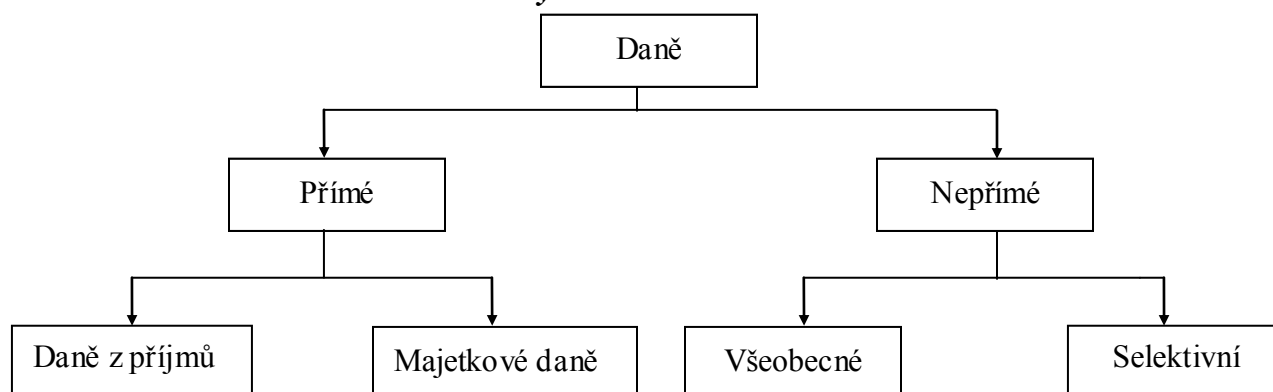 Daně
Přímé
Nepřímé
Daně z příjmů
Majetkové daně
Všeobecné
Selektivní